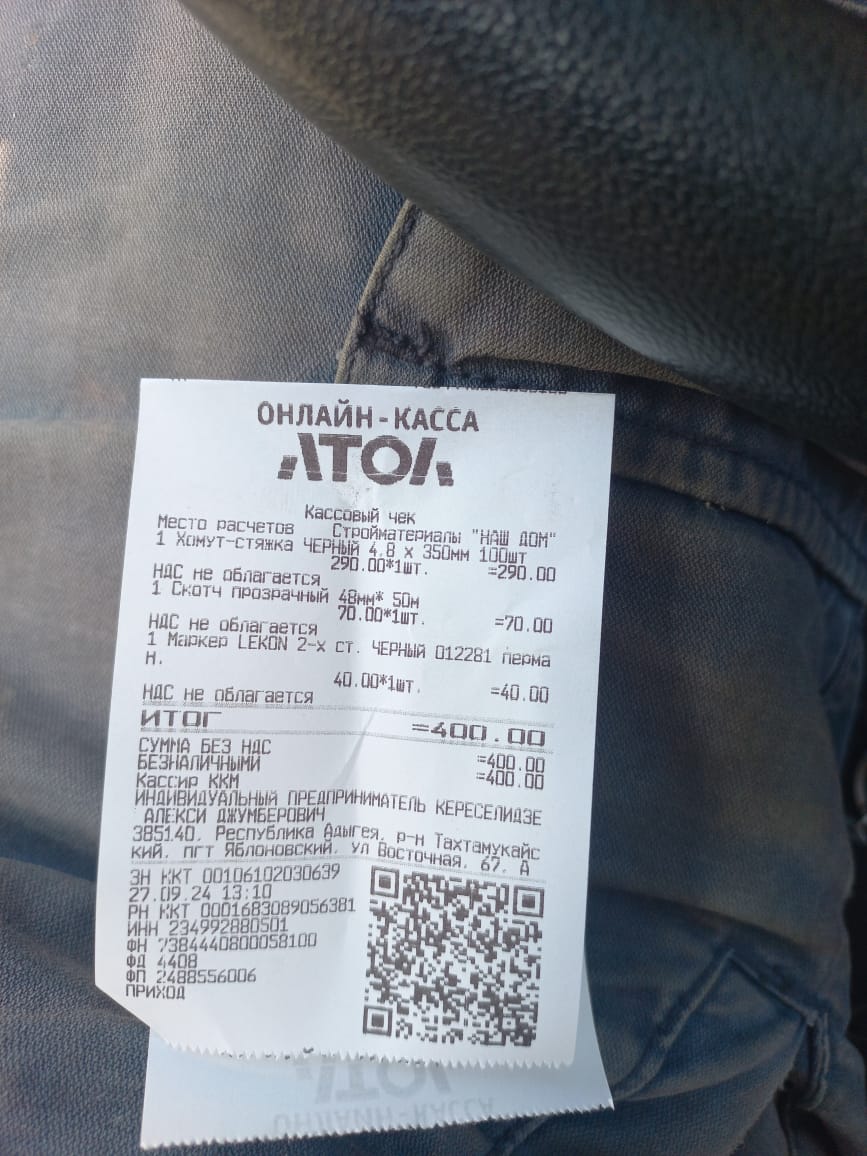 ОНЛАЙН-КАССА
АТОЛ
Кассовый чек
Место расчетов Стройматериалы "НАШ ДОМ"
1 Хомут-стяжка ЧЕРНЫЙ 4,8 x 350мм 100шт
290.00*1шт. =290.00
НДС не облагается
1 Скотч прозрачный 48мм* 50м
70.00*1шт. =70.00
НДС не облагается
1 Маркер LEKON 2-х ст. ЧЕРНЫЙ 012281 перма
н.
40.00*1шт. =40.00
НДС не облагается
ИТОГ =400.00
СУММА БЕЗ НДС =400.00
БЕЗНАЛИЧНЫМИ =400.00
Кассир ККМ
ИНДИВИДУАЛЬНЫЙ ПРЕДПРИНИМАТЕЛЬ КЕРЕСЕЛИДЗЕ
АЛЕКСИ ДЖУМБЕРОВИЧ
385140, Республика Адыгея, р-н Тахтамукайс
кий, пгт Яблоновский, ул Восточная, 67, А
ЗН ККТ 00106102030639
27.09.24 13:10
РН ККТ 0001683089056381
ИНН 234992880501
ФН 7384440800058100
ФД 4408
ФП 2488556006
ПРИХОД
АТОЛ
ОНЛАЙН-КАССА